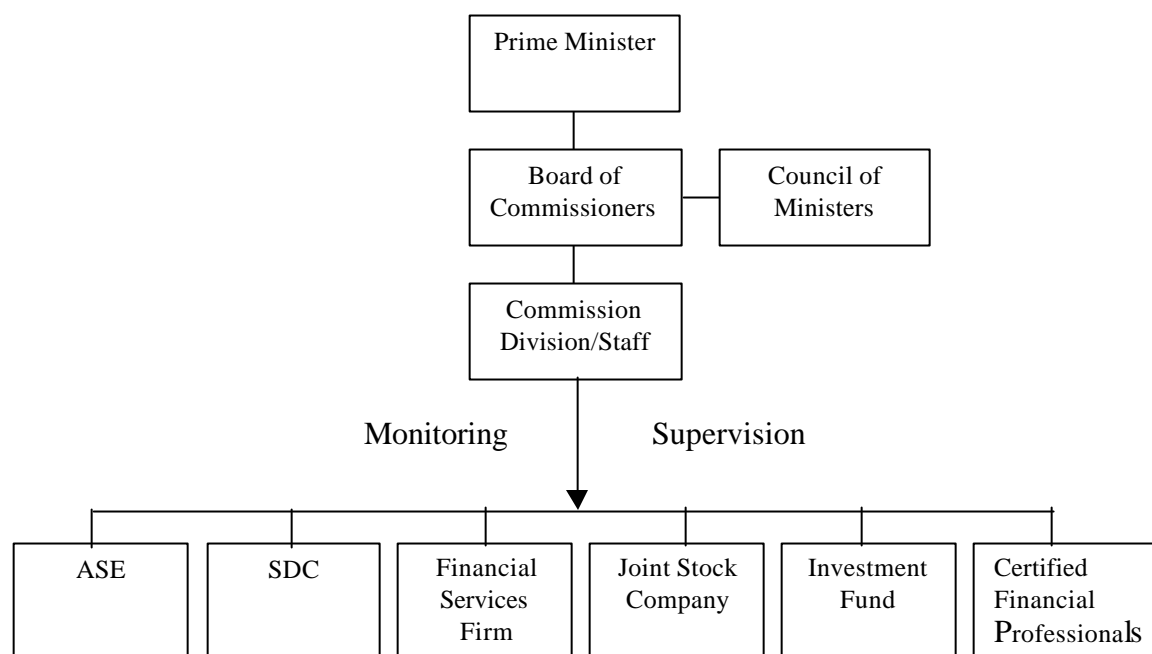 Prime Minister
Board of
Commissioners
Council of
Ministers
Commission
Division/Staff
Monitoring
Supervision
ASE
SDC
Financial
Services
Firm
Joint Stock
Company
Investment
Fund
Certified
Financial
Professionals